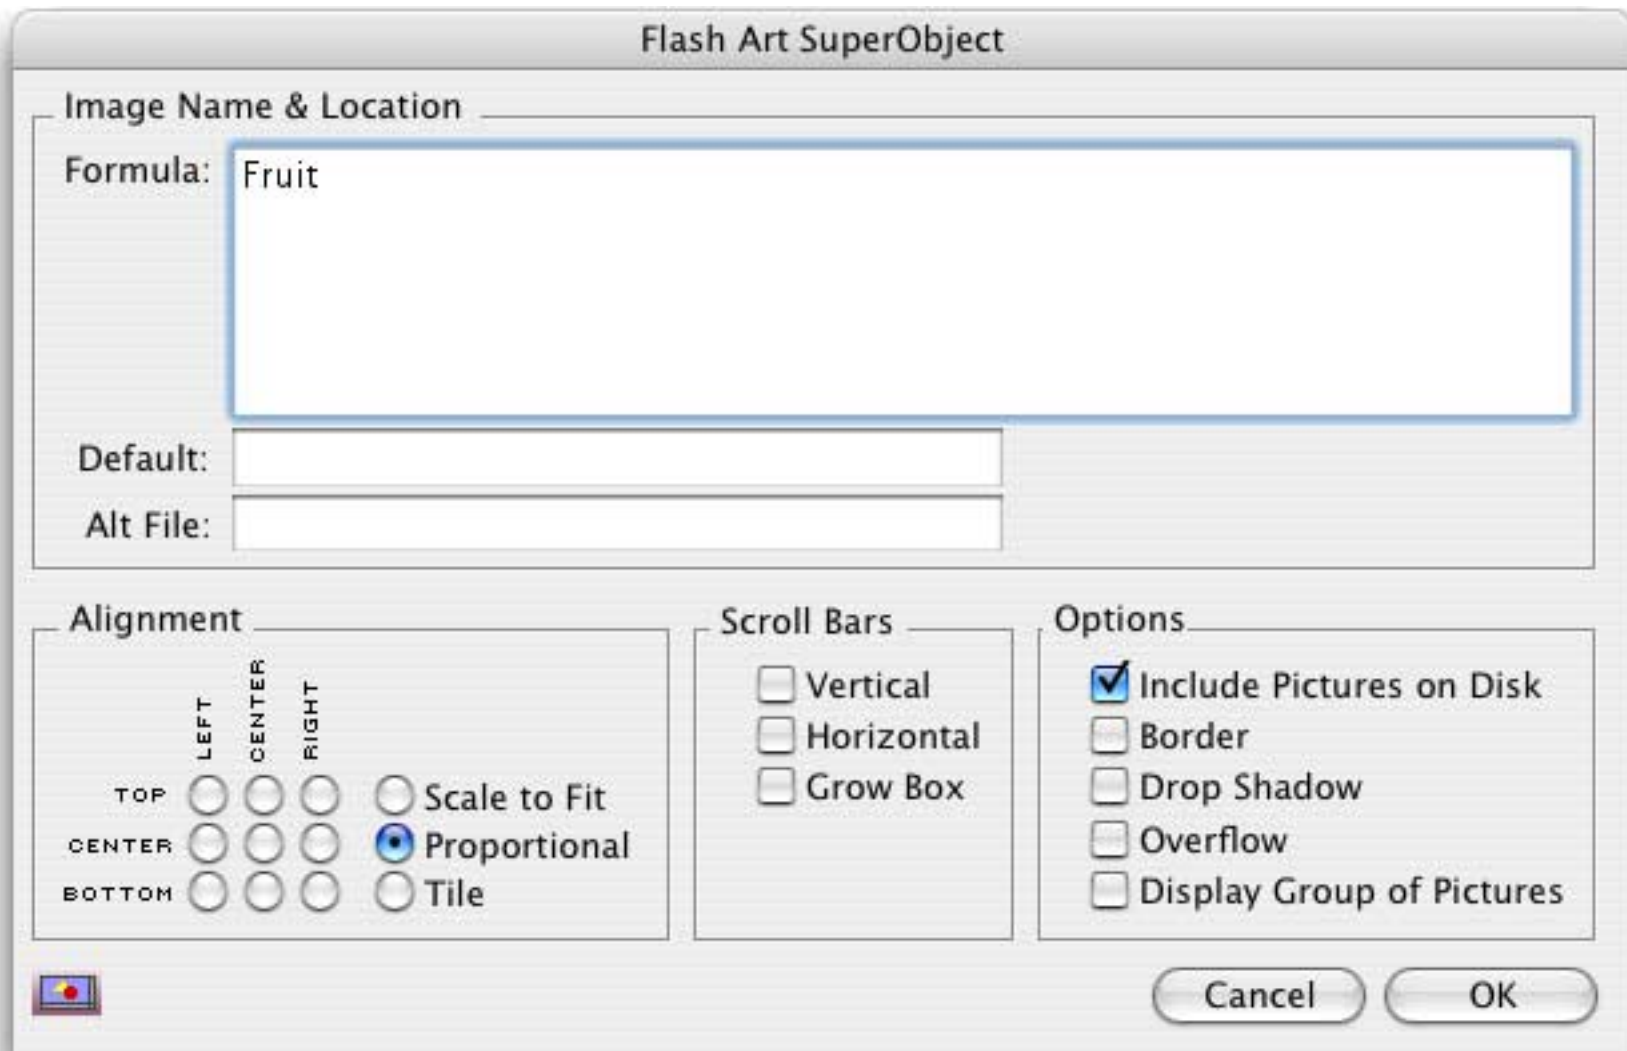 Flash Art SuperObject
Image Name & Location
Formula: Fruit
Default:
Alt File:
Alignment
LEFT CENTER RIGHT
TOP Scale to Fit
CENTER Proportional
BOTTOM Tile
Scroll Bars
Vertical
Horizontal
Grow Box
Options
Include Pictures on Disk
Border
Drop Shadow
Overflow
Display Group of Pictures
Cancel OK